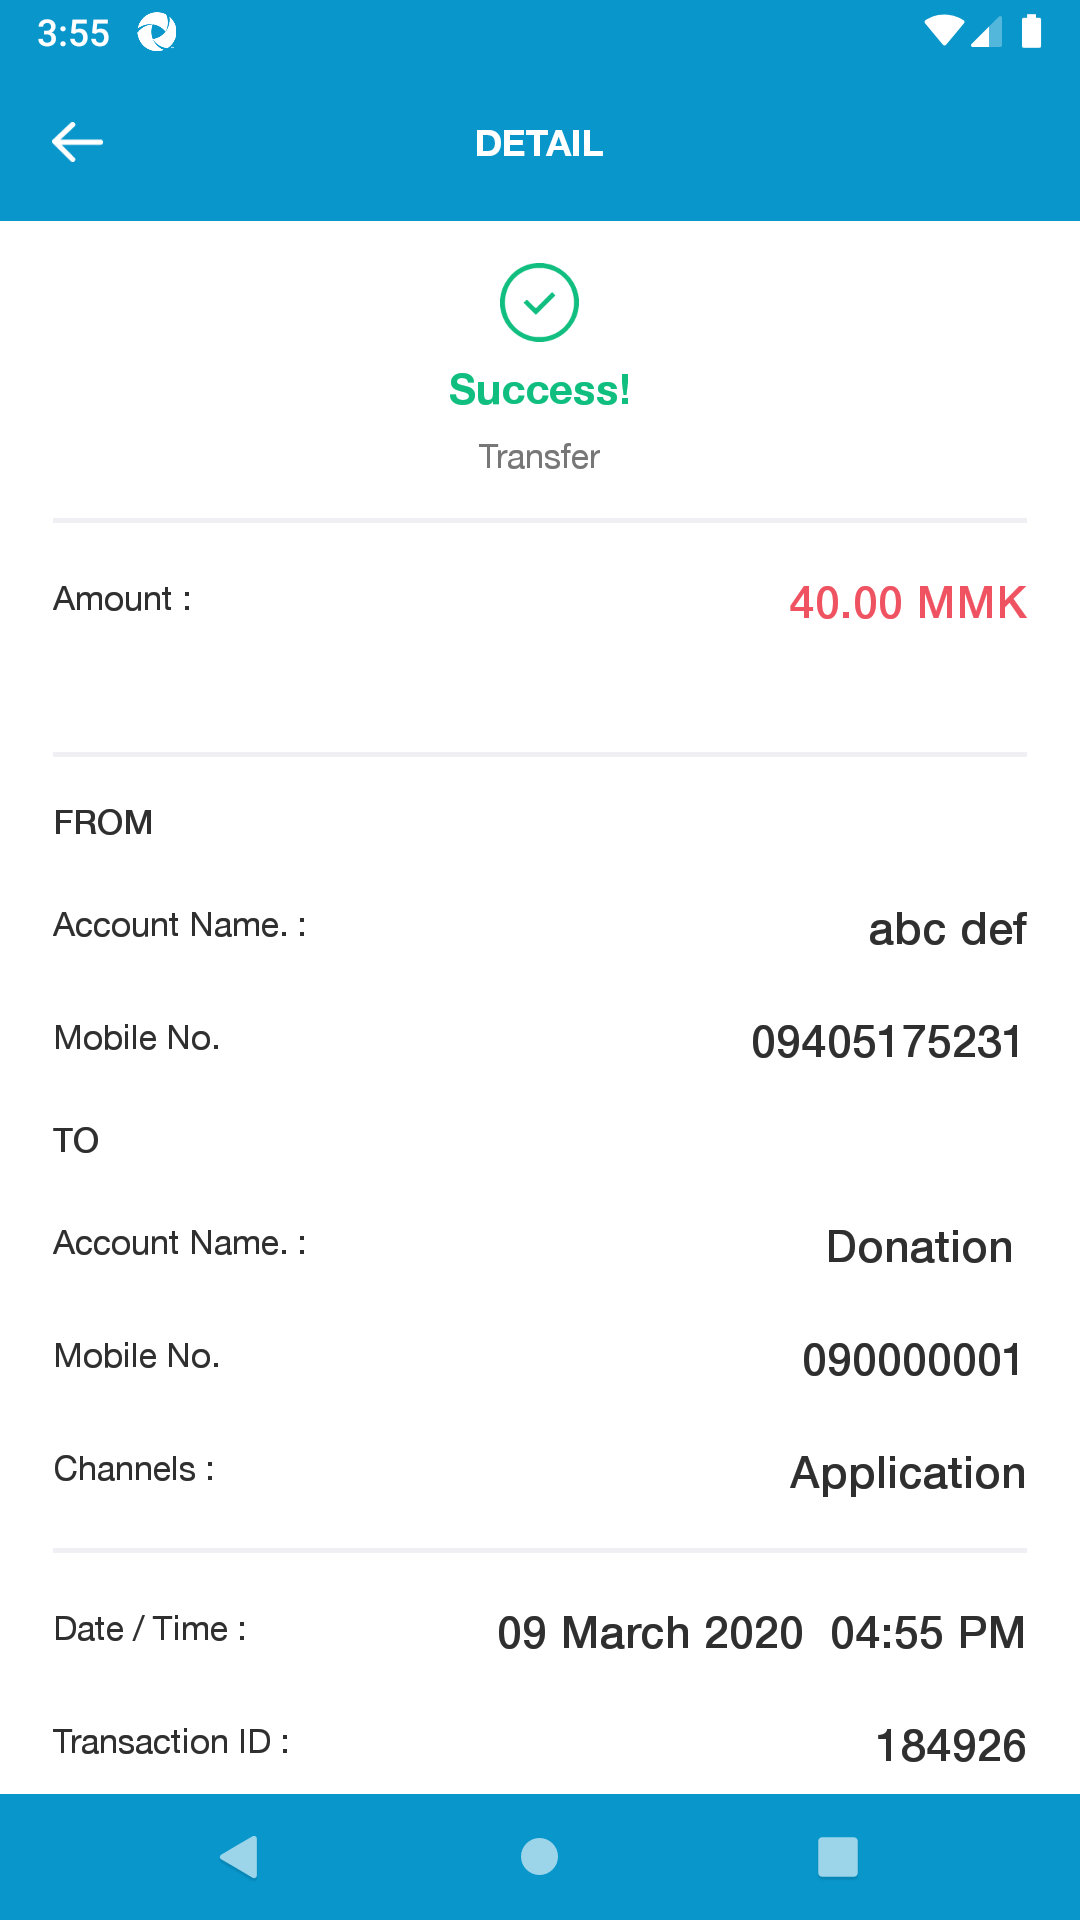 3:55
DETAIL
Success!
Transfer
Amount : 40.00 MMK
FROM
Account Name. : abc def
Mobile No. 09405175231
TO
Account Name. : Donation
Mobile No. 090000001
Channels : Application
Date / Time : 09 March 2020 04:55 PM
Transaction ID : 184926